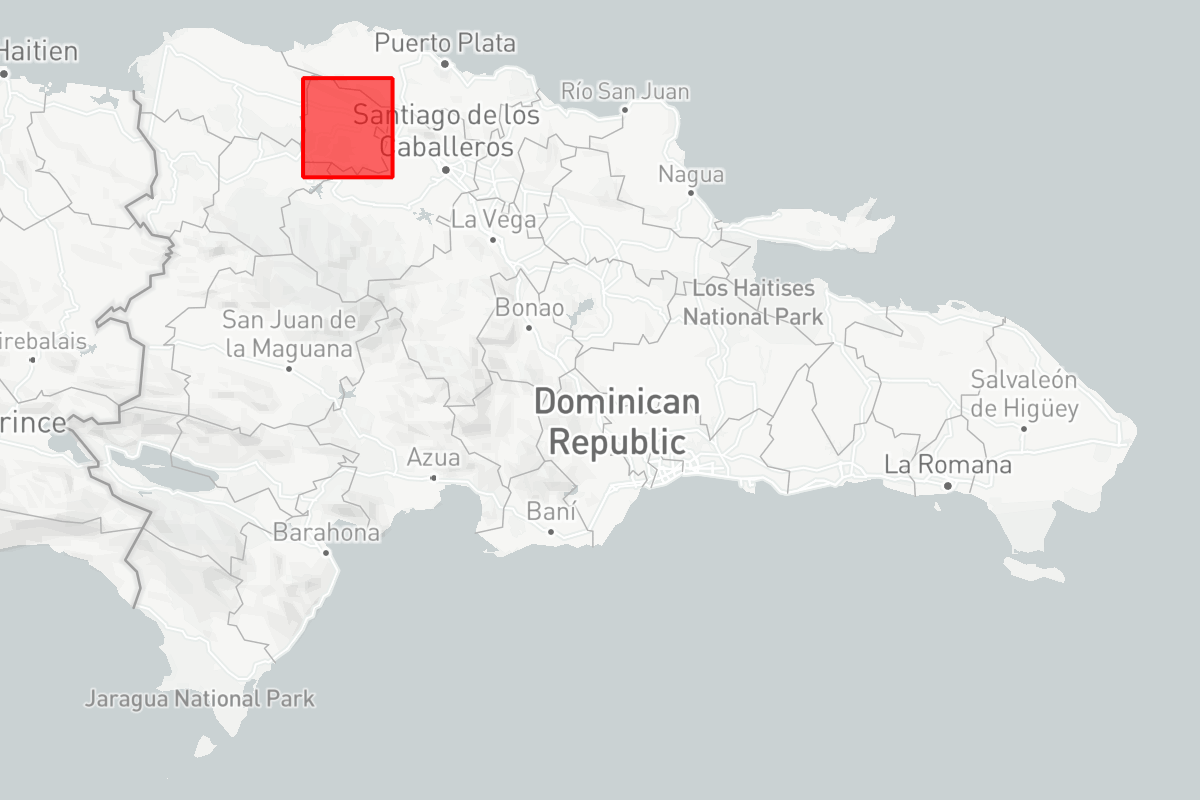 Haitien
Puerto Plata
Río San Juan
Santiago de los
Caballeros
Nagua
La Vega
Los Haitises
National Park
Bonao
San Juan de
la Maguana
irebalais
Salvaleón
de Higüey
Dominican
Republic
rince
Azua
La Romana
Baní
Barahona
Jaragua National Park